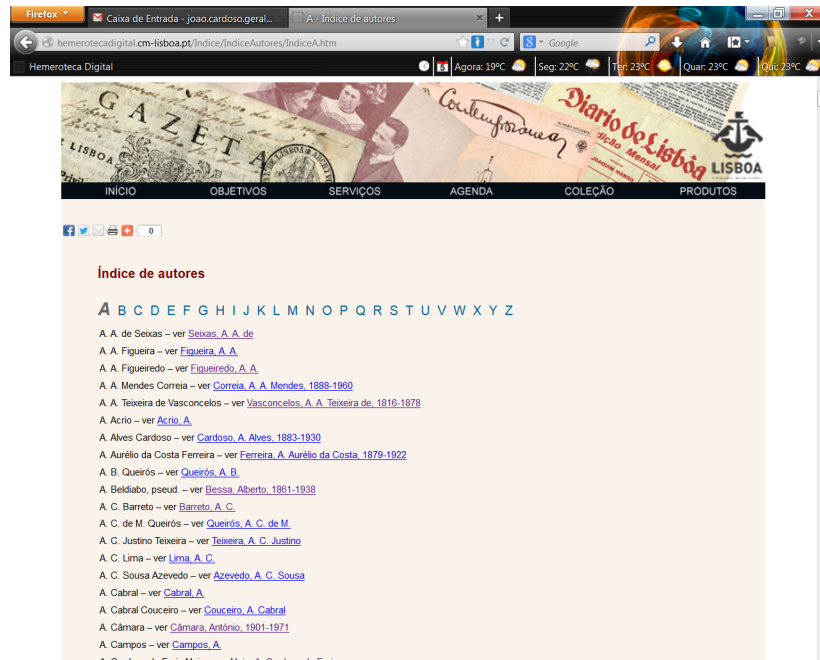 Firefox
Caixa de Entrada - joao.cardoso.geral...
A - Índice de autores
hemerotecadigital.cm-lisboa.pt/Indice/IndiceAutores/IndiceA.htm
Google
Hemeroteca Digital
5
Agora: 19ºC
Seg: 22ºC
Ter: 23ºC
Quar: 23ºC
Qui: 23ºC
GAZETA
LISBOA
Contemporanea
Diario de Lisbôa
Edição Mensal
LISBOA
INÍCIO OBJETIVOS SERVIÇOS AGENDA COLEÇÃO PRODUTOS
0
Índice de autores
A B C D E F G H I J K L M N O P Q R S T U V W X Y Z
A. A. de Seixas – ver Seixas, A. A. de
A. A. Figueira – ver Figueira, A. A.
A. A. Figueiredo – ver Figueiredo, A. A.
A. A. Mendes Correia – ver Correia, A. A. Mendes, 1888-1960
A. A. Teixeira de Vasconcelos – ver Vasconcelos, A. A. Teixeira de, 1816-1878
A. Acrio – ver Acrio, A.
A. Alves Cardoso – ver Cardoso, A. Alves, 1883-1930
A. Aurélio da Costa Ferreira – ver Ferreira, A. Aurélio da Costa, 1879-1922
A. B. Queirós – ver Queirós, A. B.
A. Beldiabo, pseud. – ver Bessa, Alberto, 1861-1938
A. C. Barreto – ver Barreto, A. C.
A. C. de M. Queirós – ver Queirós, A. C. de M.
A. C. Justino Teixeira – ver Teixeira, A. C. Justino
A. C. Lima – ver Lima, A. C.
A. C. Sousa Azevedo – ver Azevedo, A. C. Sousa
A. Cabral – ver Cabral, A.
A. Cabral Couceiro – ver Couceiro, A. Cabral
A. Câmara – ver Câmara, António, 1901-1971
A. Campos – ver Campos, A.